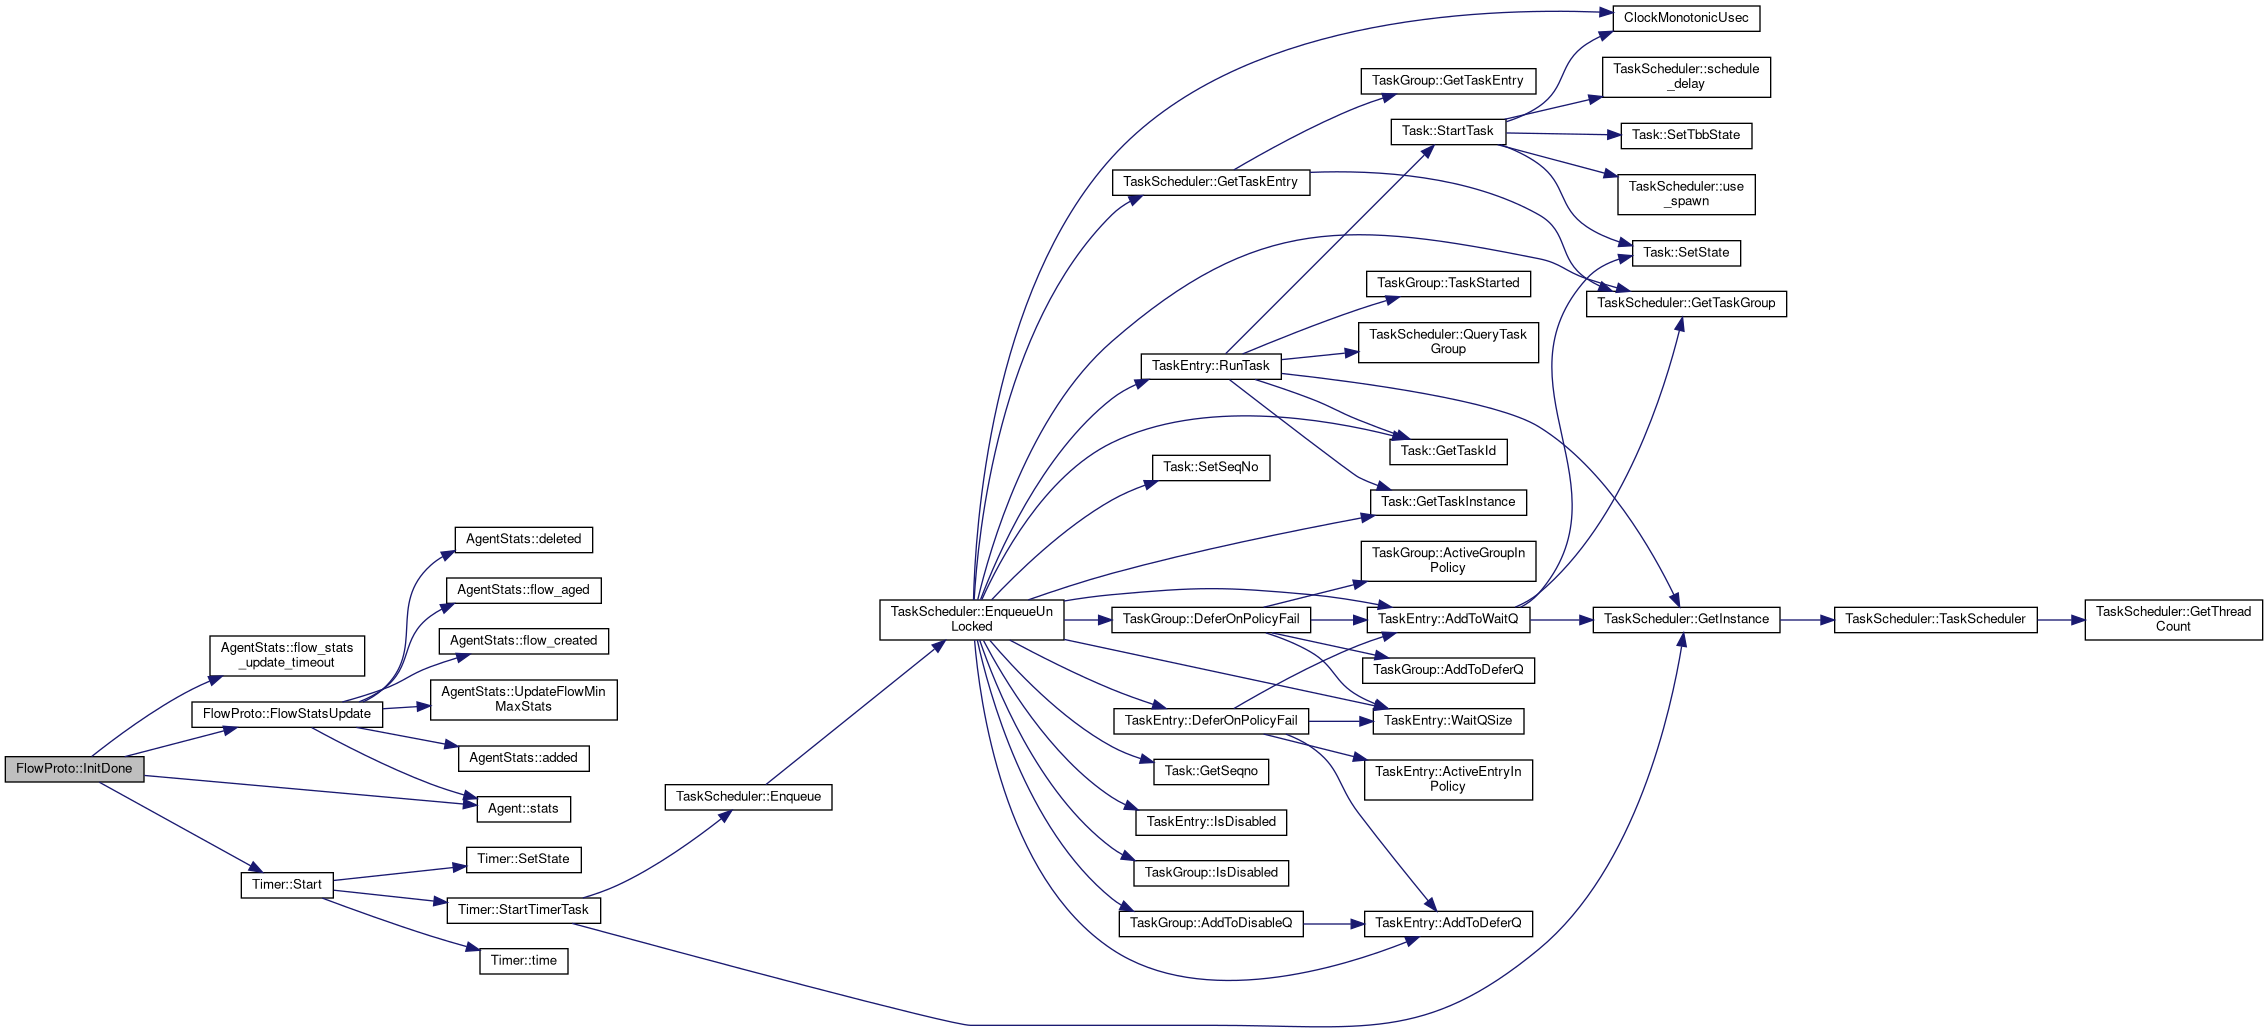 FlowProto::InitDone
AgentStats::flow_stats
_update_timeout
FlowProto::FlowStatsUpdate
Timer::Start
AgentStats::deleted
AgentStats::flow_aged
AgentStats::flow_created
AgentStats::UpdateFlowMin
MaxStats
AgentStats::added
Agent::stats
Timer::SetState
Timer::StartTimerTask
Timer::time
TaskScheduler::Enqueue
TaskScheduler::EnqueueUn
Locked
TaskScheduler::GetTaskEntry
TaskEntry::RunTask
Task::SetSeqNo
TaskGroup::DeferOnPolicyFail
TaskEntry::DeferOnPolicyFail
Task::GetSeqno
TaskEntry::IsDisabled
TaskGroup::IsDisabled
TaskGroup::AddToDisableQ
TaskGroup::GetTaskEntry
Task::StartTask
TaskGroup::TaskStarted
TaskScheduler::QueryTask
Group
Task::GetTaskId
Task::GetTaskInstance
TaskGroup::ActiveGroupIn
Policy
TaskEntry::AddToWaitQ
TaskGroup::AddToDeferQ
TaskEntry::WaitQSize
TaskEntry::ActiveEntryIn
Policy
TaskEntry::AddToDeferQ
ClockMonotonicUsec
TaskScheduler::schedule
_delay
Task::SetTbbState
TaskScheduler::use
_spawn
Task::SetState
TaskScheduler::GetTaskGroup
TaskScheduler::GetInstance
TaskScheduler::TaskScheduler
TaskScheduler::GetThread
Count